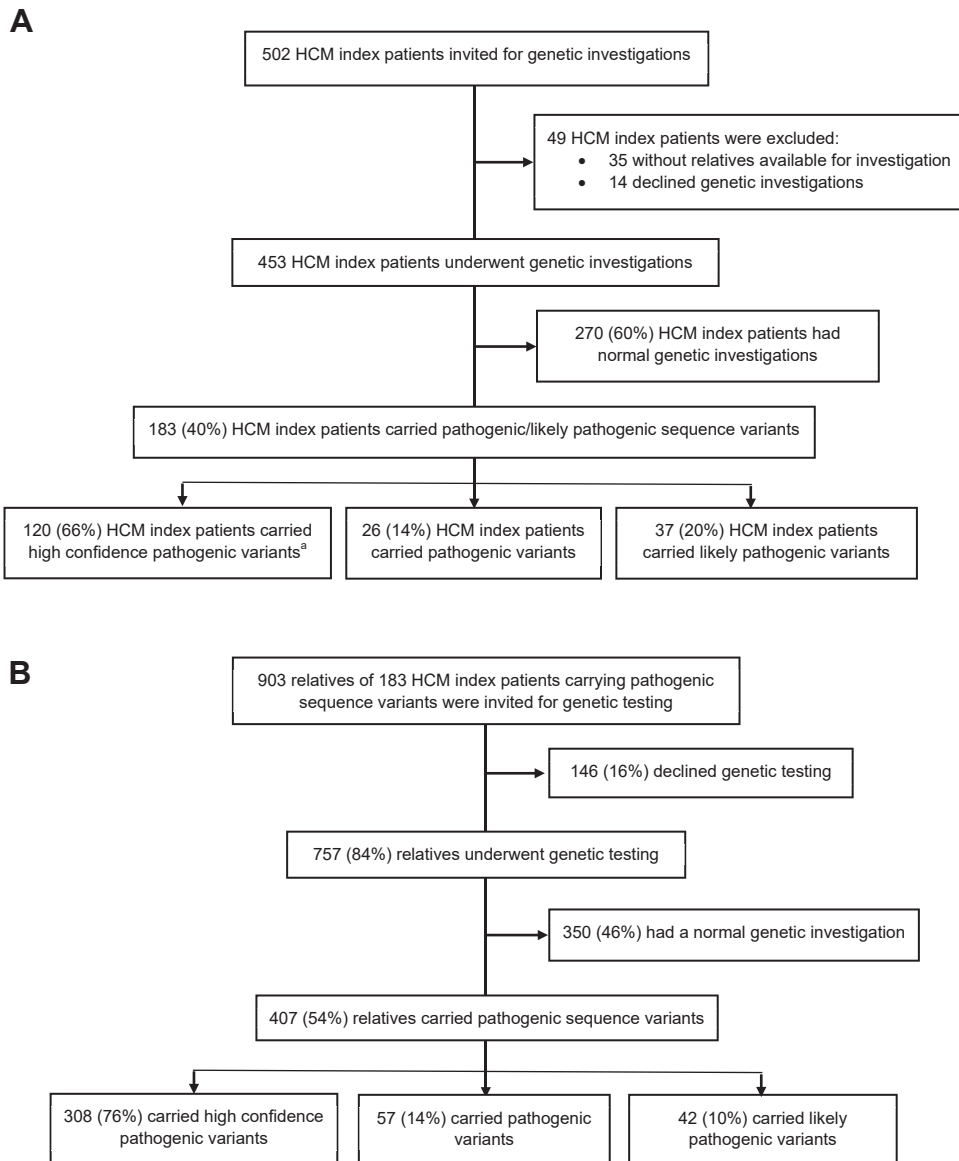 A
502 HCM index patients invited for genetic investigations
49 HCM index patients were excluded:
• 35 without relatives available for investigation
• 14 declined genetic investigations
453 HCM index patients underwent genetic investigations
270 (60%) HCM index patients had
normal genetic investigations
183 (40%) HCM index patients carried pathogenic/likely pathogenic sequence variants
120 (66%) HCM index patients carried
high confidence pathogenic variantsᵃ
26 (14%) HCM index patients
carried pathogenic variants
37 (20%) HCM index patients
carried likely pathogenic variants
B
903 relatives of 183 HCM index patients carrying pathogenic
sequence variants were invited for genetic testing
146 (16%) declined genetic testing
757 (84%) relatives underwent genetic testing
350 (46%) had a normal genetic investigation
407 (54%) relatives carried pathogenic sequence variants
308 (76%) carried high confidence
pathogenic variants
57 (14%) carried pathogenic
variants
42 (10%) carried likely
pathogenic variants